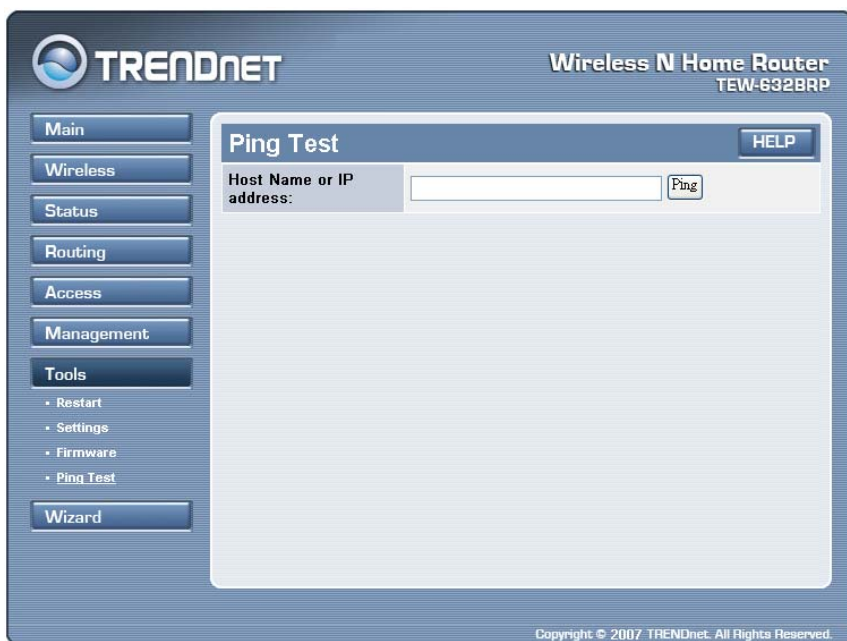 TRENDNET
Wireless N Home Router
TEW-632BRP
Main
Wireless
Status
Routing
Access
Management
Tools
Restart
Settings
Firmware
Ping Test
Wizard
Ping Test
HELP
Host Name or IP
address:
Ping
Copyright © 2007 TRENDnet. All Rights Reserved.